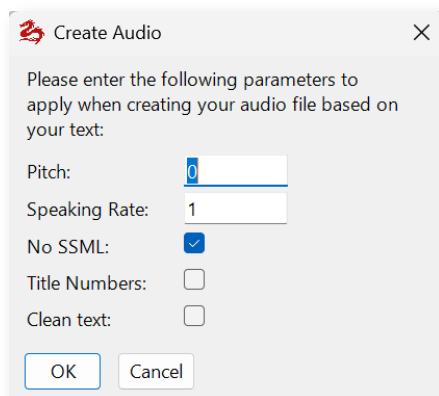 Create Audio
Please enter the following parameters to
apply when creating your audio file based on
your text:
Pitch: 0
Speaking Rate: 1
No SSML:
Title Numbers:
Clean text:
OK Cancel